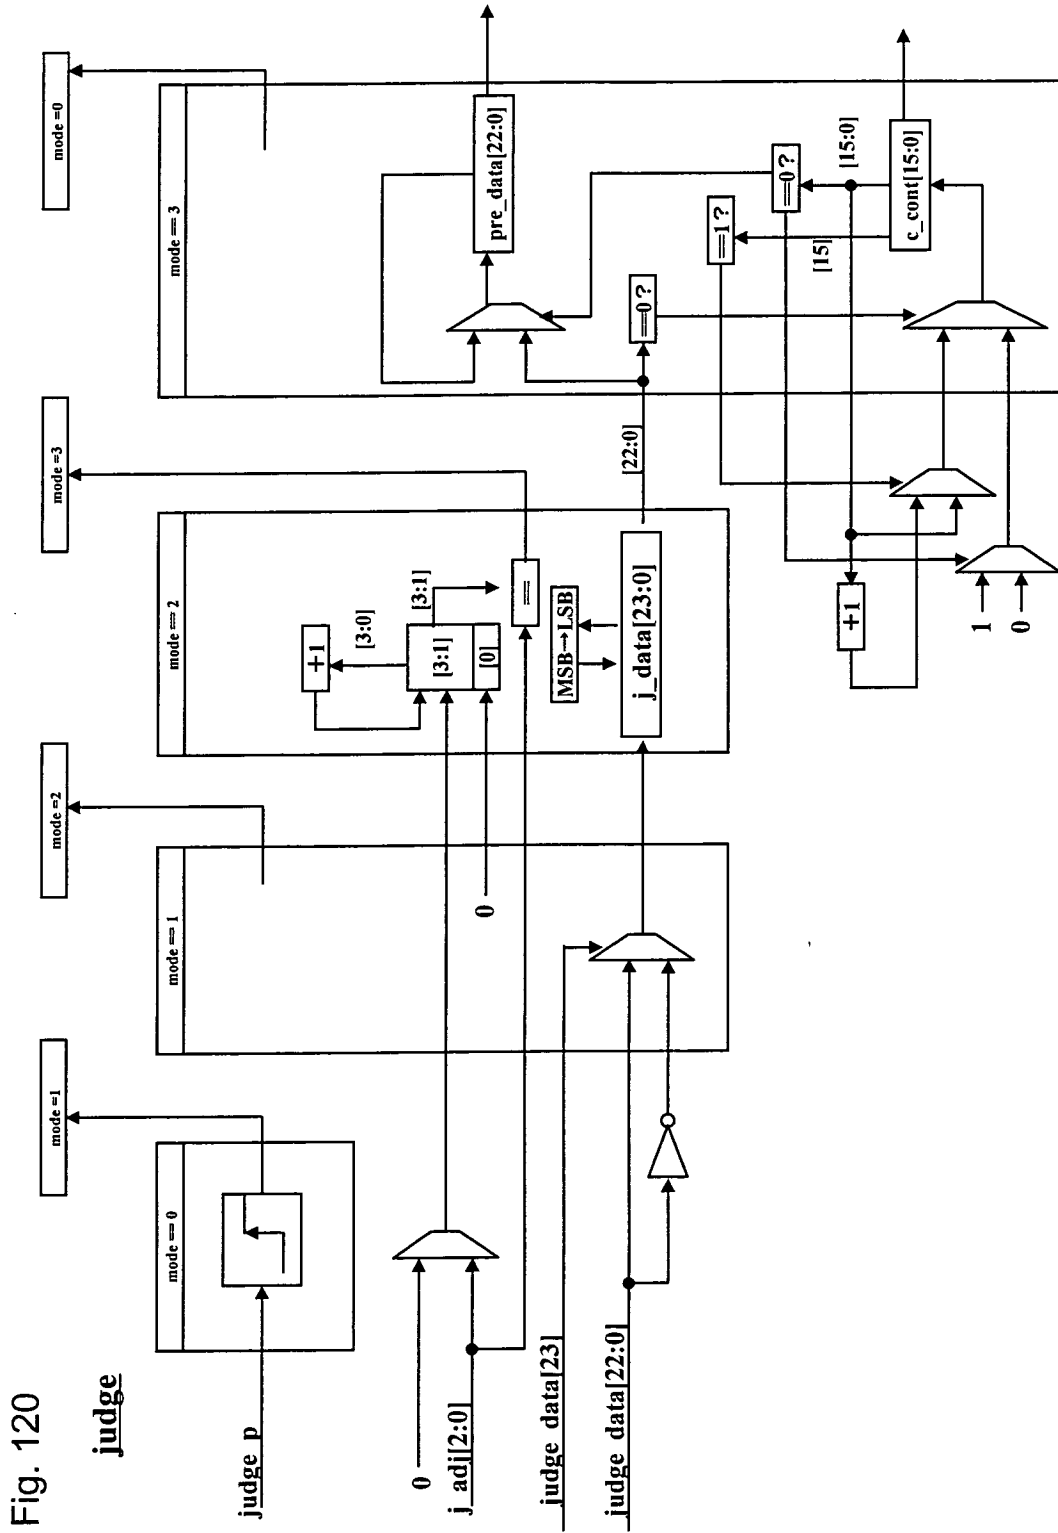 Fig. 120
judge
mode =1
mode =2
mode =3
mode =0
mode == 0
mode == 1
mode == 2
mode == 3
judge p
0
j adj[2:0]
judge data[23]
judge data[22:0]
0
+1
[3:0]
[3:1]
[0]
[3:1]
=
MSB→LSB
j_data[23:0]
[22:0]
pre_data[22:0]
==0?
==1?
==0?
[15]
[15:0]
c_cont[15:0]
+1
1
0